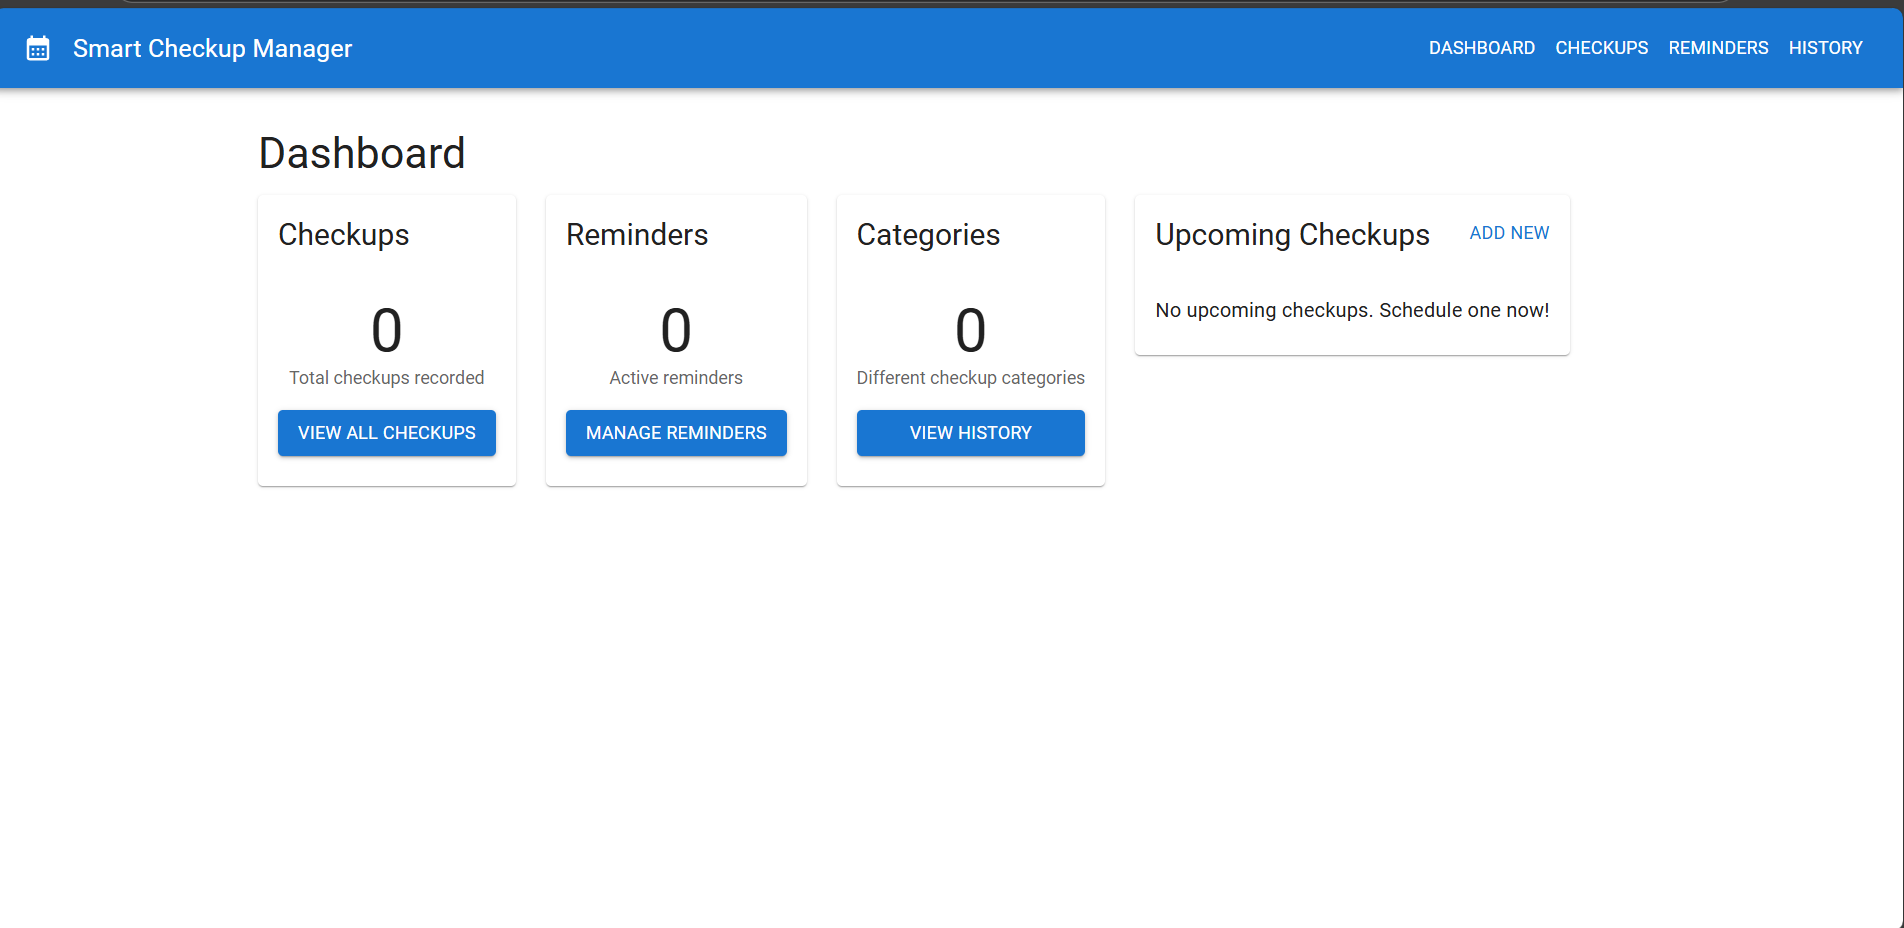 Smart Checkup Manager
DASHBOARD CHECKUPS REMINDERS HISTORY
Dashboard
Checkups
0
Total checkups recorded
VIEW ALL CHECKUPS
Reminders
0
Active reminders
MANAGE REMINDERS
Categories
0
Different checkup categories
VIEW HISTORY
Upcoming Checkups
ADD NEW
No upcoming checkups. Schedule one now!